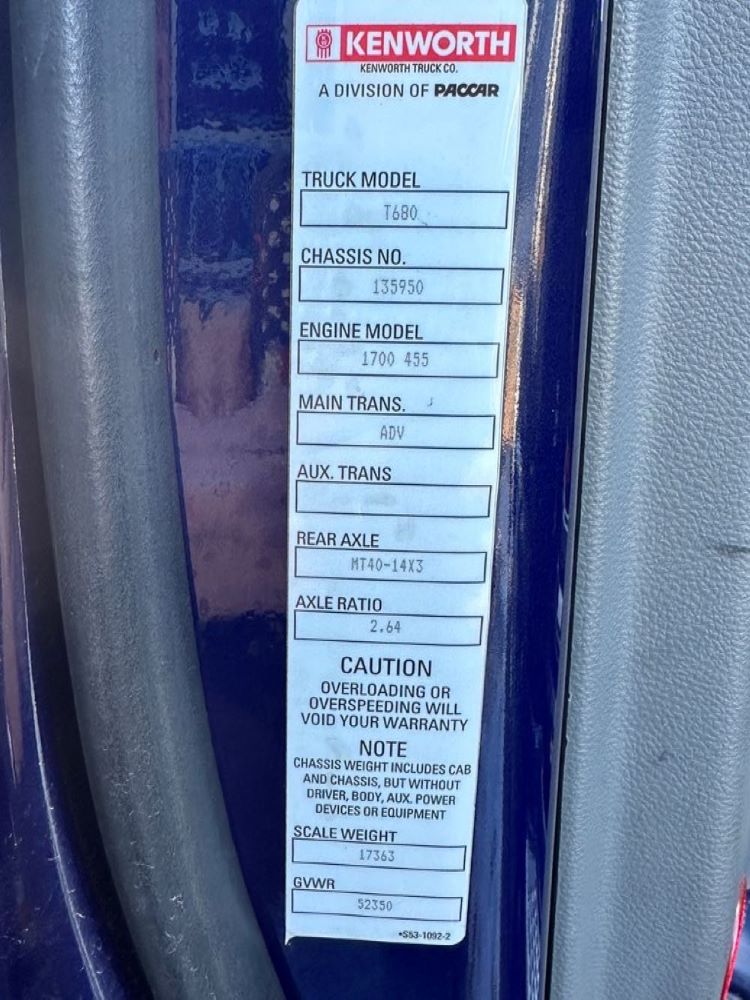 KENWORTH
KENWORTH TRUCK CO.
A DIVISION OF PACCAR
TRUCK MODEL
T680
CHASSIS NO.
135950
ENGINE MODEL
1700 455
MAIN TRANS.
ADV
AUX. TRANS
REAR AXLE
MT40-14X3
AXLE RATIO
2.64
CAUTION
OVERLOADING OR
OVERSPEEDING WILL
VOID YOUR WARRANTY
NOTE
CHASSIS WEIGHT INCLUDES CAB
AND CHASSIS, BUT WITHOUT
DRIVER, BODY, AUX. POWER
DEVICES OR EQUIPMENT
SCALE WEIGHT
17363
GVWR
52350
•S53-1092-2